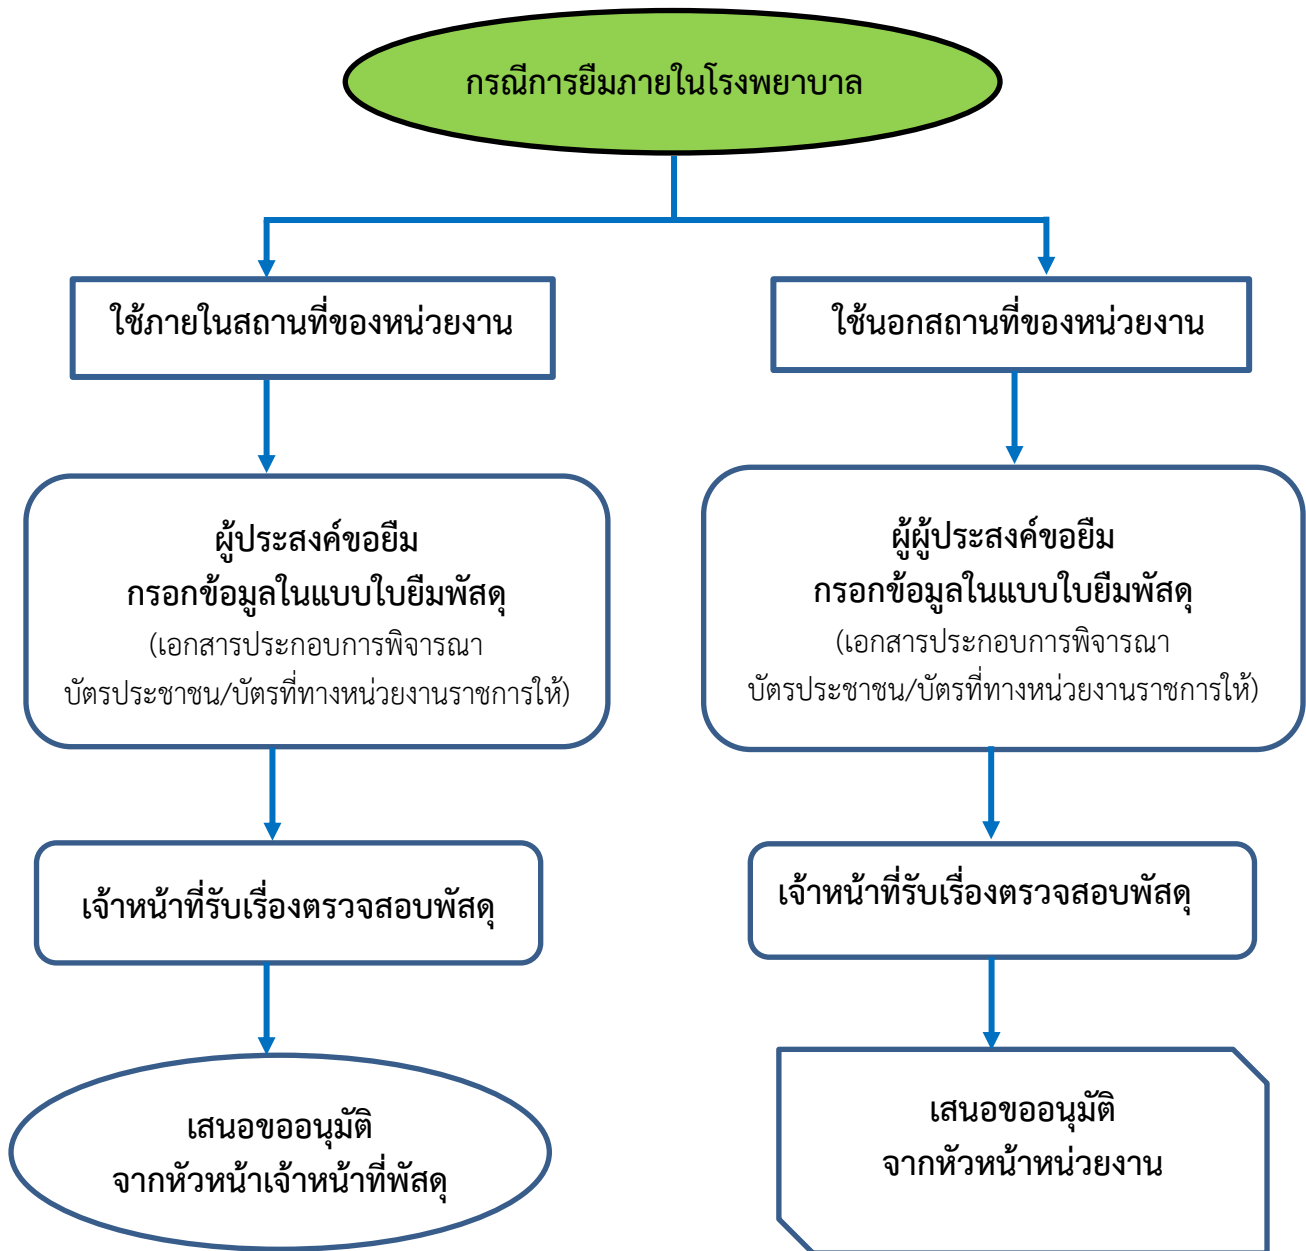 กรณีการยืมภายในโรงพยาบาล
ใช้ภายในสถานที่ของหน่วยงาน
ใช้นอกสถานที่ของหน่วยงาน
ผู้ประสงค์ขอยืม
กรอกข้อมูลในแบบใบยืมพัสดุ
(เอกสารประกอบการพิจารณา
บัตรประชาชน/บัตรที่ทางหน่วยงานราชการให้)
ผู้ผู้ประสงค์ขอยืม
กรอกข้อมูลในแบบใบยืมพัสดุ
(เอกสารประกอบการพิจารณา
บัตรประชาชน/บัตรที่ทางหน่วยงานราชการให้)
เจ้าหน้าที่รับเรื่องตรวจสอบพัสดุ
เจ้าหน้าที่รับเรื่องตรวจสอบพัสดุ
เสนอขออนุมัติ
จากหัวหน้าเจ้าหน้าที่พัสดุ
เสนอขออนุมัติ
จากหัวหน้าหน่วยงาน